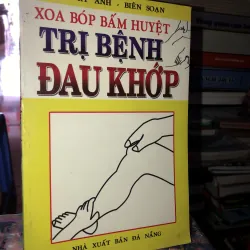 ANH - BIÊN SOẠN
XOA BÓP BẤM HUYỆT
TRỊ BỆNH
ĐAU KHỚP
NHÀ XUẤT BẢN ĐÀ NẴNG